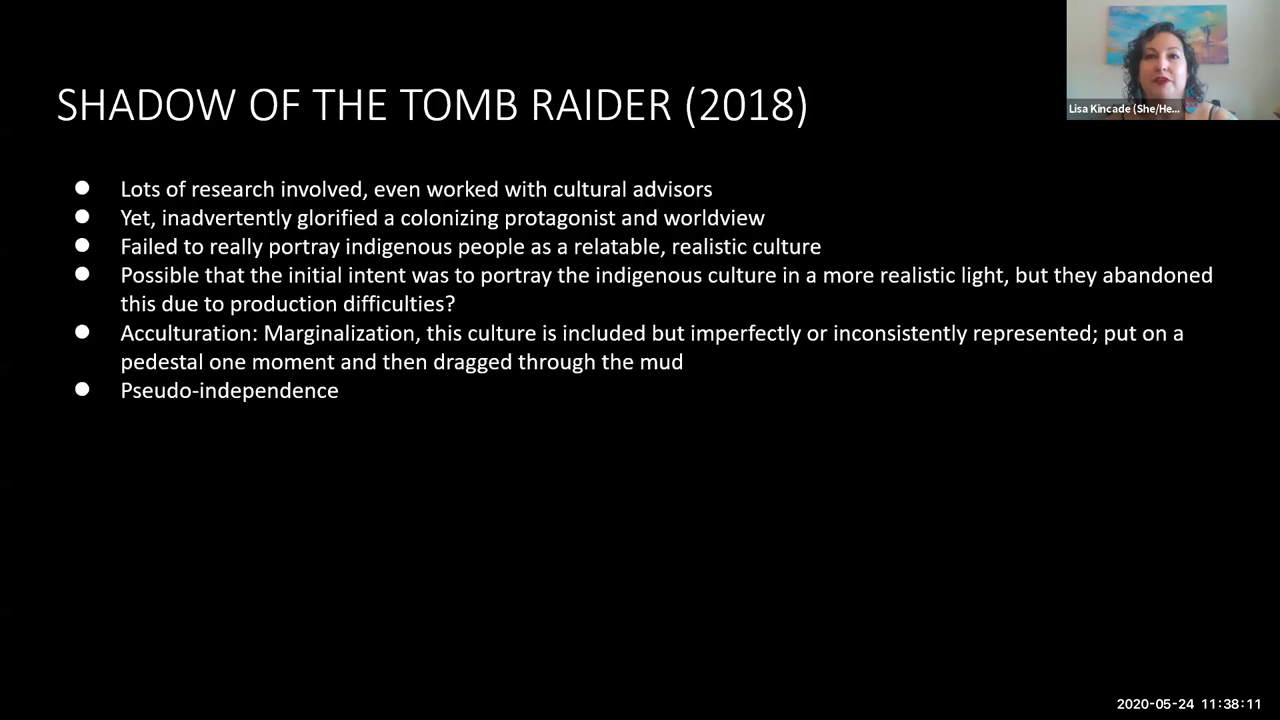 SHADOW OF THE TOMB RAIDER (2018)
Lisa Kincade (She/He...
● Lots of research involved, even worked with cultural advisors
● Yet, inadvertently glorified a colonizing protagonist and worldview
● Failed to really portray indigenous people as a relatable, realistic culture
● Possible that the initial intent was to portray the indigenous culture in a more realistic light, but they abandoned
this due to production difficulties?
● Acculturation: Marginalization, this culture is included but imperfectly or inconsistently represented; put on a
pedestal one moment and then dragged through the mud
● Pseudo-independence
2020-05-24 11:38:11